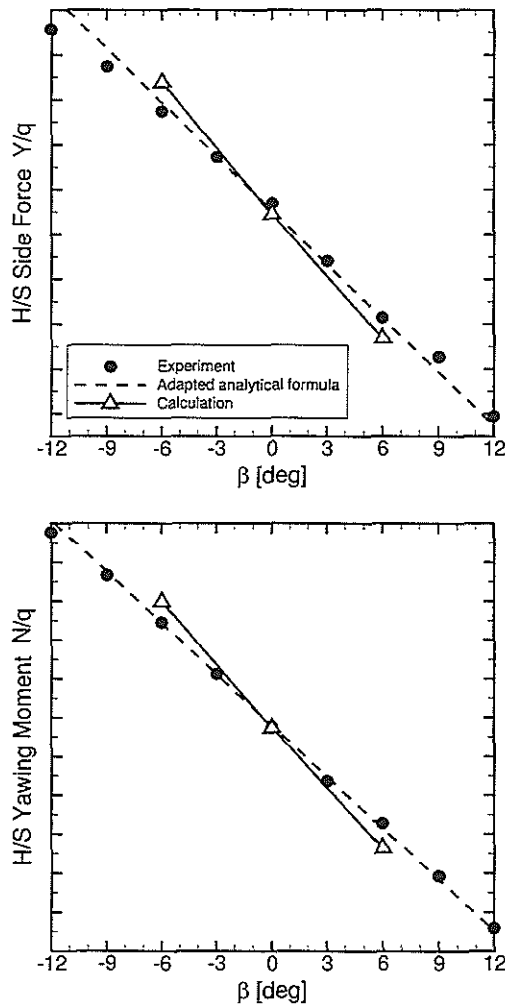 H/S Side Force Y/q
Experiment
Adapted analytical formula
Calculation
-12 -9 -6 -3 0 3 6 9 12
β [deg]
H/S Yawing Moment N/q
-12 -9 -6 -3 0 3 6 9 12
β [deg]